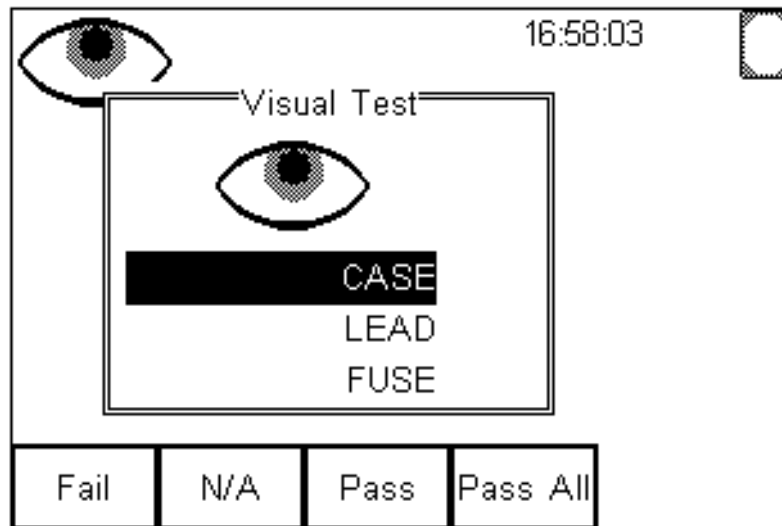 16:58:03
Visual Test
CASE
LEAD
FUSE
Fail N/A Pass Pass All